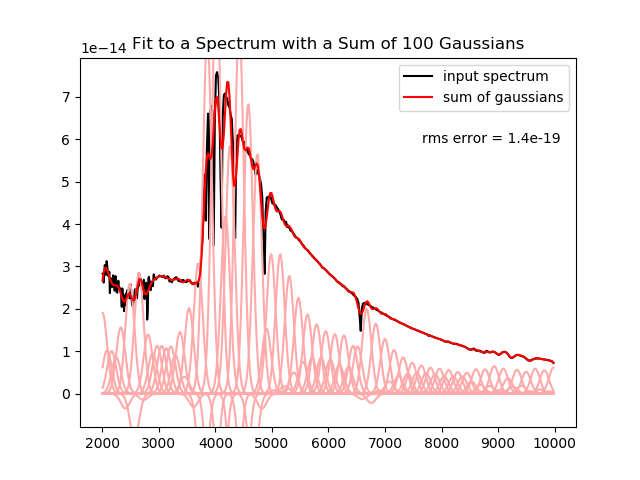 Fit to a Spectrum with a Sum of 100 Gaussians
1e−14
input spectrum
sum of gaussians
rms error = 1.4e-19
7
6
5
4
3
2
1
0
2000 3000 4000 5000 6000 7000 8000 9000 10000